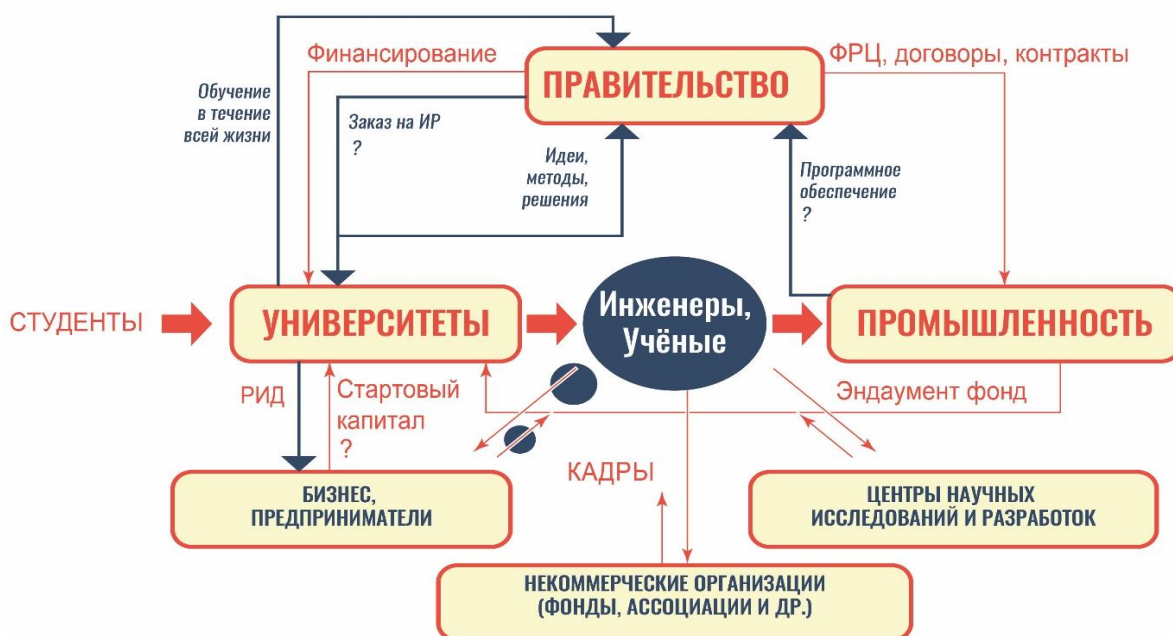 Финансирование
ФРЦ, договоры, контракты
ПРАВИТЕЛЬСТВО
Обучение
в течение
всей жизни
Заказ на ИР
?
Идеи,
методы,
решения
Программное
обеспечение
?
СТУДЕНТЫ
УНИВЕРСИТЕТЫ
Инженеры,
Учёные
ПРОМЫШЛЕННОСТЬ
РИД
Стартовый
капитал
?
Эндаумент фонд
КАДРЫ
БИЗНЕС,
ПРЕДПРИНИМАТЕЛИ
ЦЕНТРЫ НАУЧНЫХ
ИССЛЕДОВАНИЙ И РАЗРАБОТОК
НЕКОММЕРЧЕСКИЕ ОРГАНИЗАЦИИ
(ФОНДЫ, АССОЦИАЦИИ И ДР.)